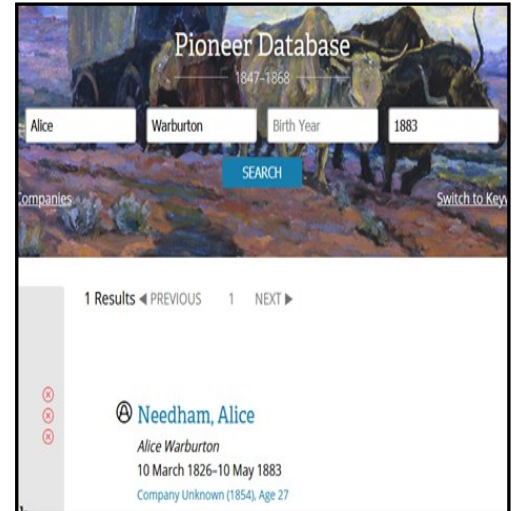 Pioneer Database
1847–1868
Alice Warburton Birth Year 1883
SEARCH
Companies
Switch to Key
1 Results ◀ PREVIOUS 1 NEXT ▶
Needham, Alice
Alice Warburton
10 March 1826–10 May 1883
Company Unknown (1854), Age 27